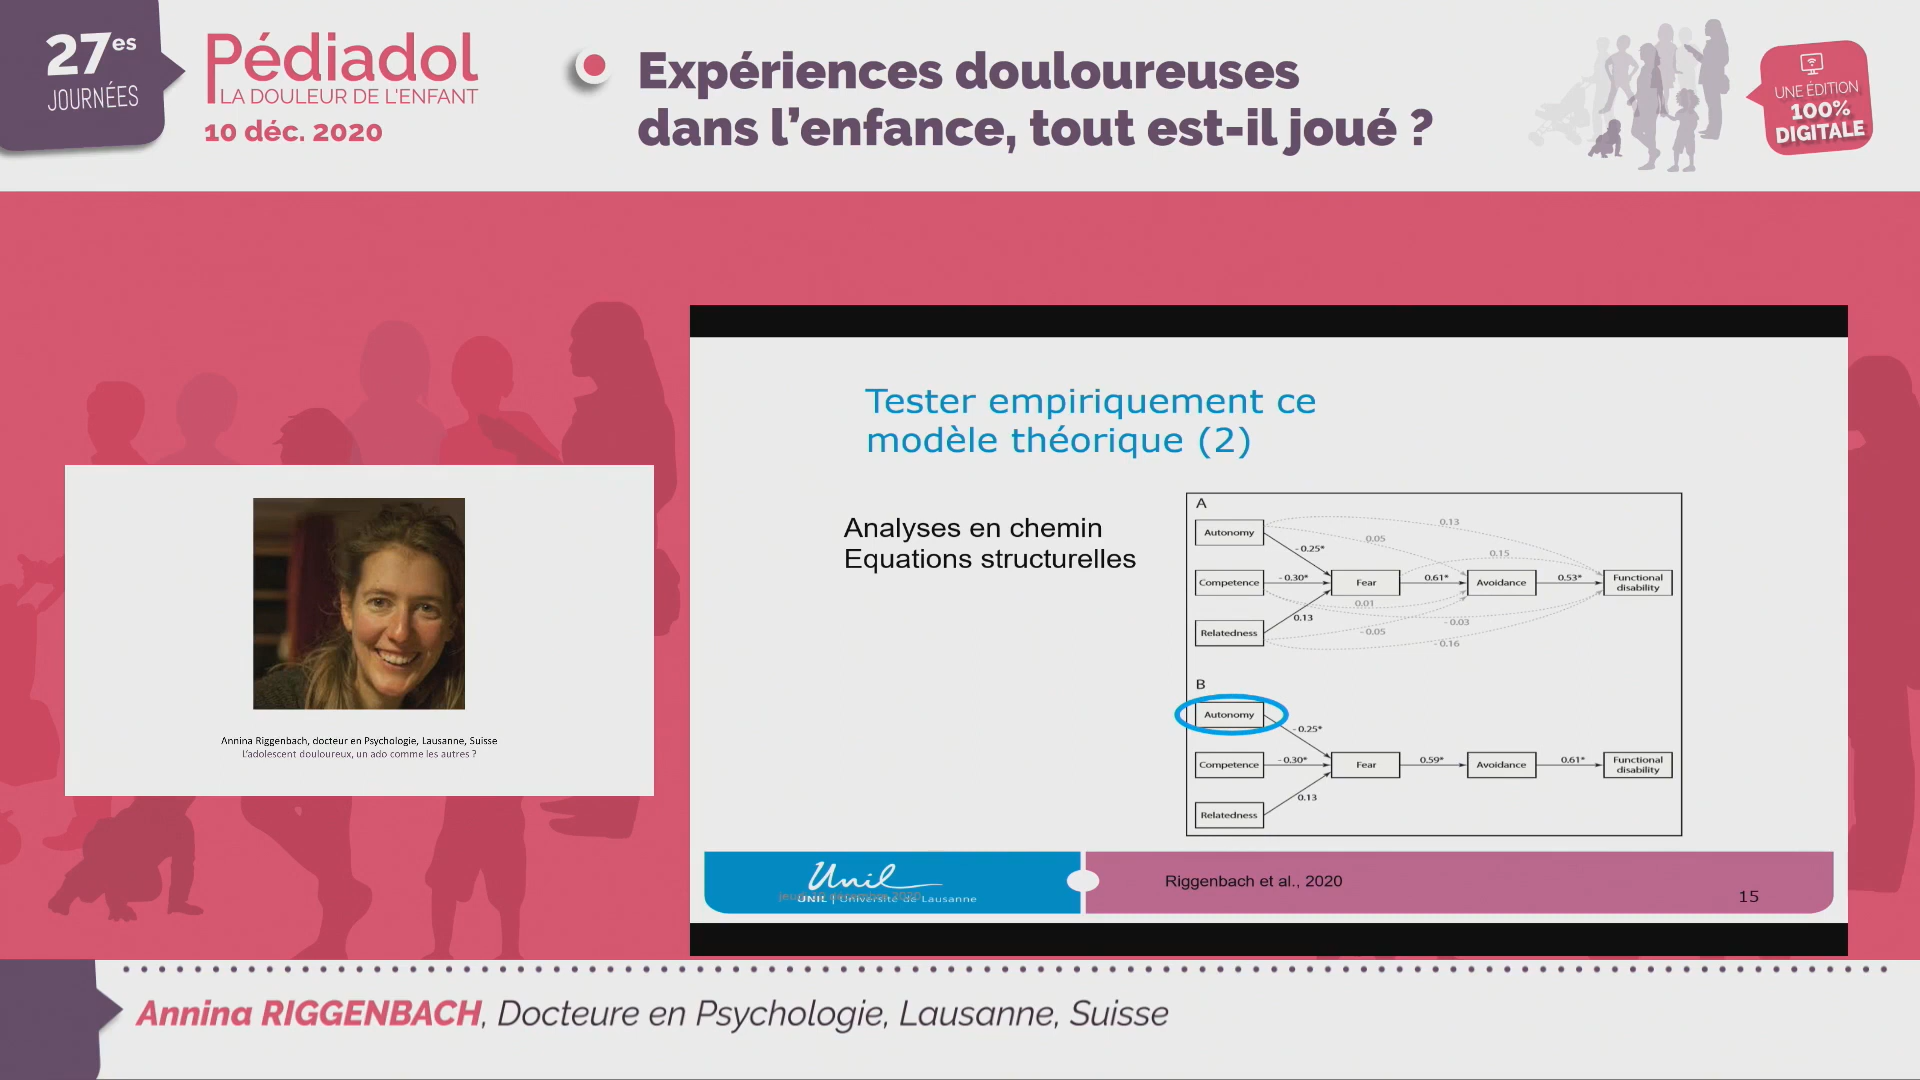 27es
JOURNÉES
Pédiadol
LA DOULEUR DE L'ENFANT
10 déc. 2020
Expériences douloureuses
dans l'enfance, tout est-il joué ?
UNE ÉDITION
100%
DIGITALE
Annina Riggenbach, docteur en Psychologie, Lausanne, Suisse
L'adolescent douloureux, un ado comme les autres ?
Tester empiriquement ce
modèle théorique (2)
Analyses en chemin
Equations structurelles
A
Autonomy
0.13
0.05
- 0.25*
0.15
Competence
- 0.30*
Fear
0.61*
Avoidance
0.53*
Functional
disability
0.01
0.13
- 0.03
Relatedness
- 0.05
- 0.16
B
Autonomy
- 0.25*
Competence
- 0.30*
Fear
0.59*
Avoidance
0.61*
Functional
disability
0.13
Relatedness
Unil
UNIL | Université de Lausanne
Riggenbach et al., 2020
15
Annina RIGGENBACH, Docteure en Psychologie, Lausanne, Suisse